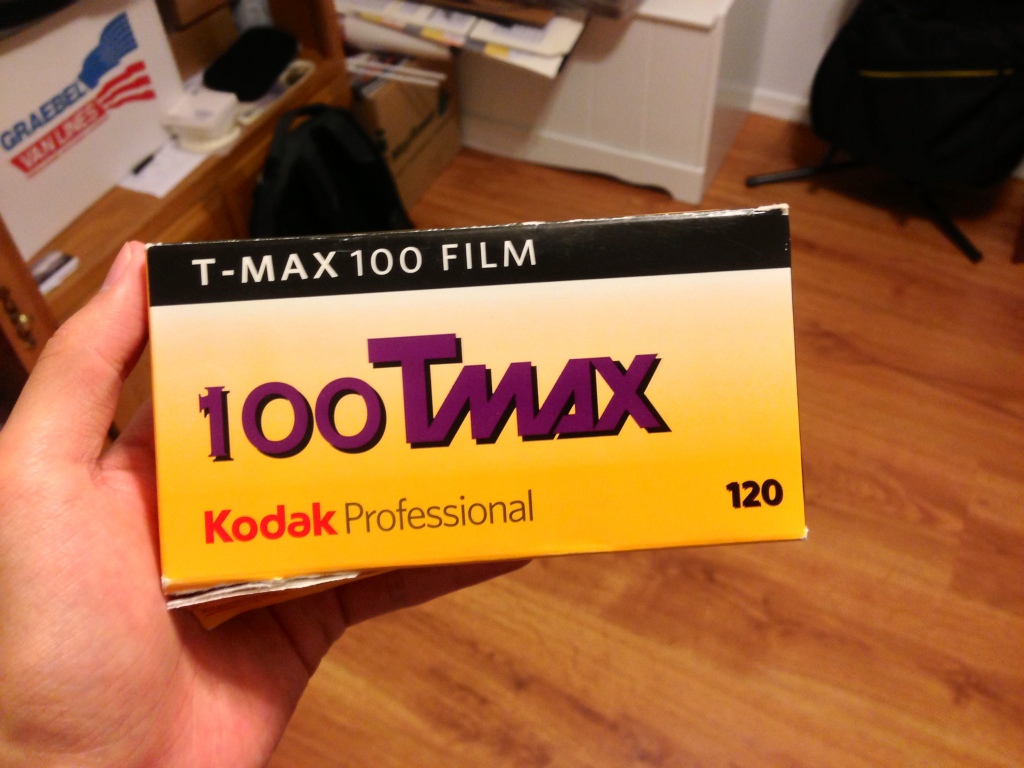 GRAEBEL
VAN LINES
T-MAX 100 FILM
100 TMAX
Kodak Professional
120